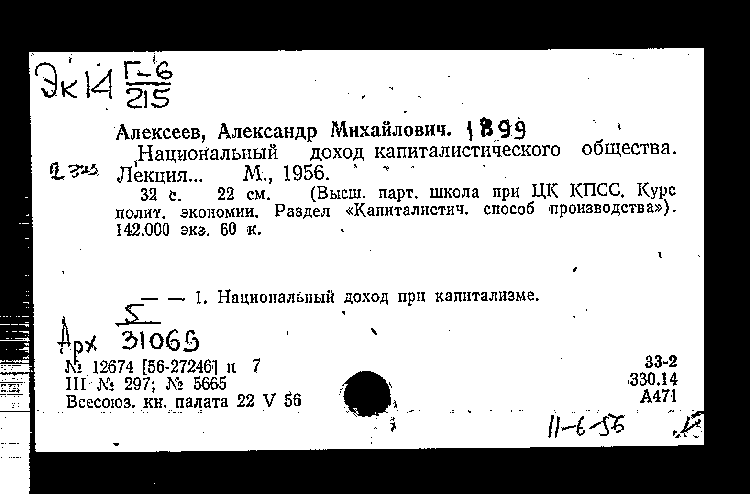 Эк14 Г-6
215
Алексеев, Александр Михайлович. 1899
Национальный доход капиталистического общества.
Лекция... М., 1956.
32 с. 22 см. (Высш. парт. школа при ЦК КПСС. Курс
полит. экономии. Раздел «Капиталистич. способ производства»).
142.000 экз. 60 к.
— — 1. Национальный доход при капитализме.
5
Арх 31065
№ 12674 [56-27246] п 7
33-2
III № 297; № 5665
330.14
Всесоюз. кн. палата 22 V 56
А471
11-6-56